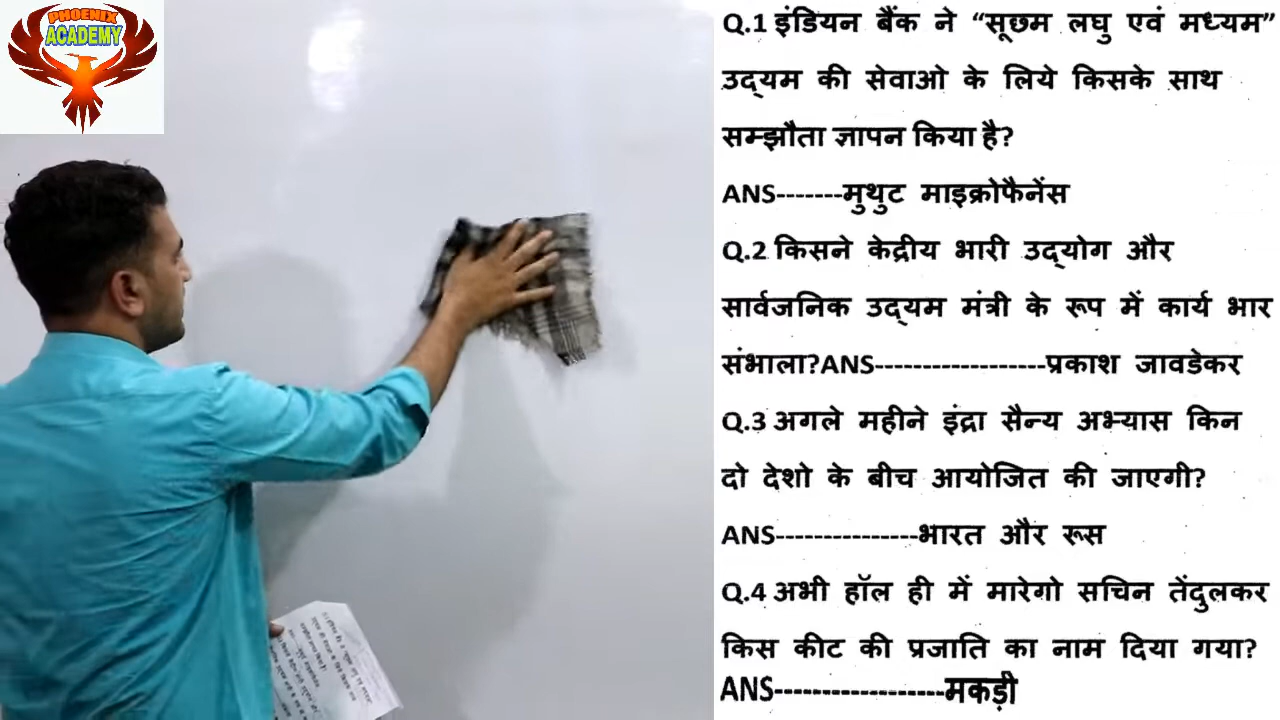 PHOENIX
ACADEMY
Q.1 इंडियन बैंक ने “सूछम लघु एवं मध्यम”
उद्यम की सेवाओ के लिये किसके साथ
सम्झौता ज्ञापन किया है?
ANS-------मुथुट माइक्रोफैनेंस
Q.2 किसने केद्रीय भारी उद्योग और
सार्वजनिक उद्यम मंत्री के रूप में कार्य भार
संभाला?ANS------------------प्रकाश जावडेकर
Q.3 अगले महीने इंद्रा सैन्य अभ्यास किन
दो देशो के बीच आयोजित की जाएगी?
ANS---------------भारत और रूस
Q.4 अभी हॉल ही में मारेगो सचिन तेंदुलकर
किस कीट की प्रजाति का नाम दिया गया?
ANS------------------मकड़ी